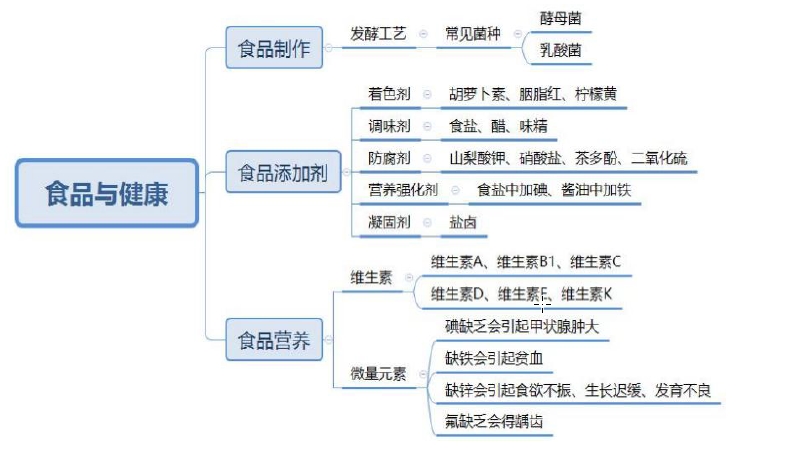 食品与健康
食品制作
发酵工艺
常见菌种
酵母菌
乳酸菌
食品添加剂
着色剂
胡萝卜素、胭脂红、柠檬黄
调味剂
食盐、醋、味精
防腐剂
山梨酸钾、硝酸盐、茶多酚、二氧化硫
营养强化剂
食盐中加碘、酱油中加铁
凝固剂
盐卤
食品营养
维生素
维生素A、维生素B1、维生素C
维生素D、维生素E、维生素K
微量元素
碘缺乏会引起甲状腺肿大
缺铁会引起贫血
缺锌会引起食欲不振、生长迟缓、发育不良
氟缺乏会得龋齿